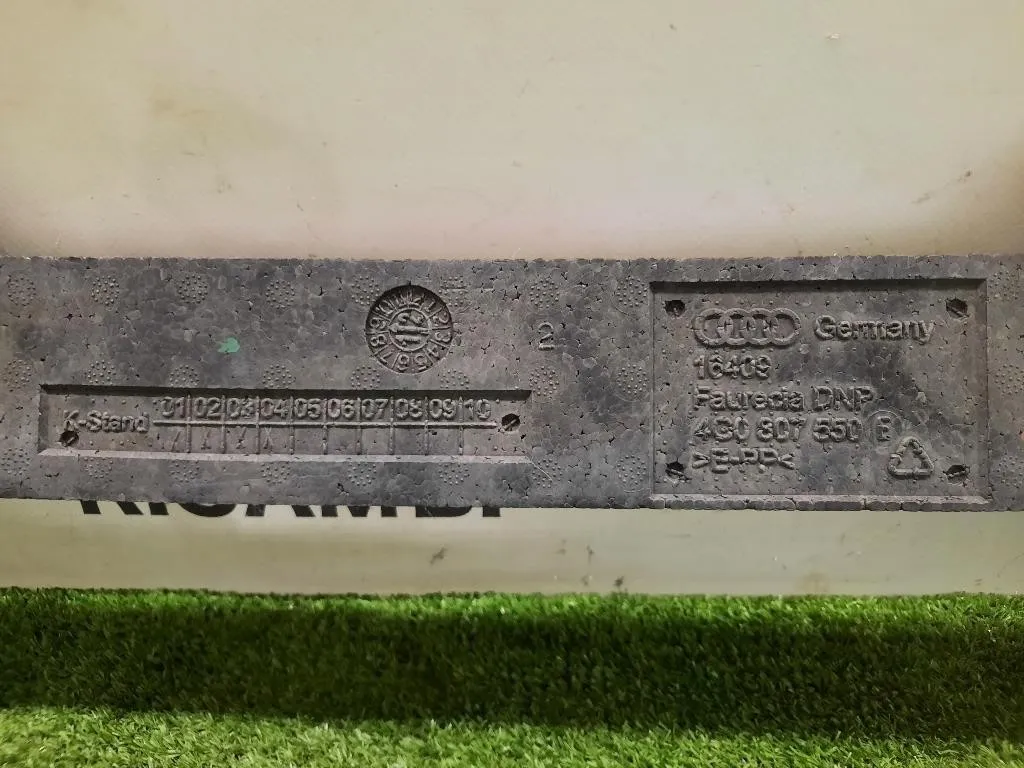 2
Germany
16409
Faurecia DNP
4G0 807 550 B
>E-PP<
K-Stand 01 02 03 04 05 06 07 08 09 10
X X X X
RICAMBI